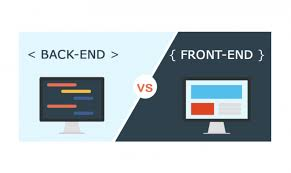 < BACK-END >
VS
{ FRONT-END }